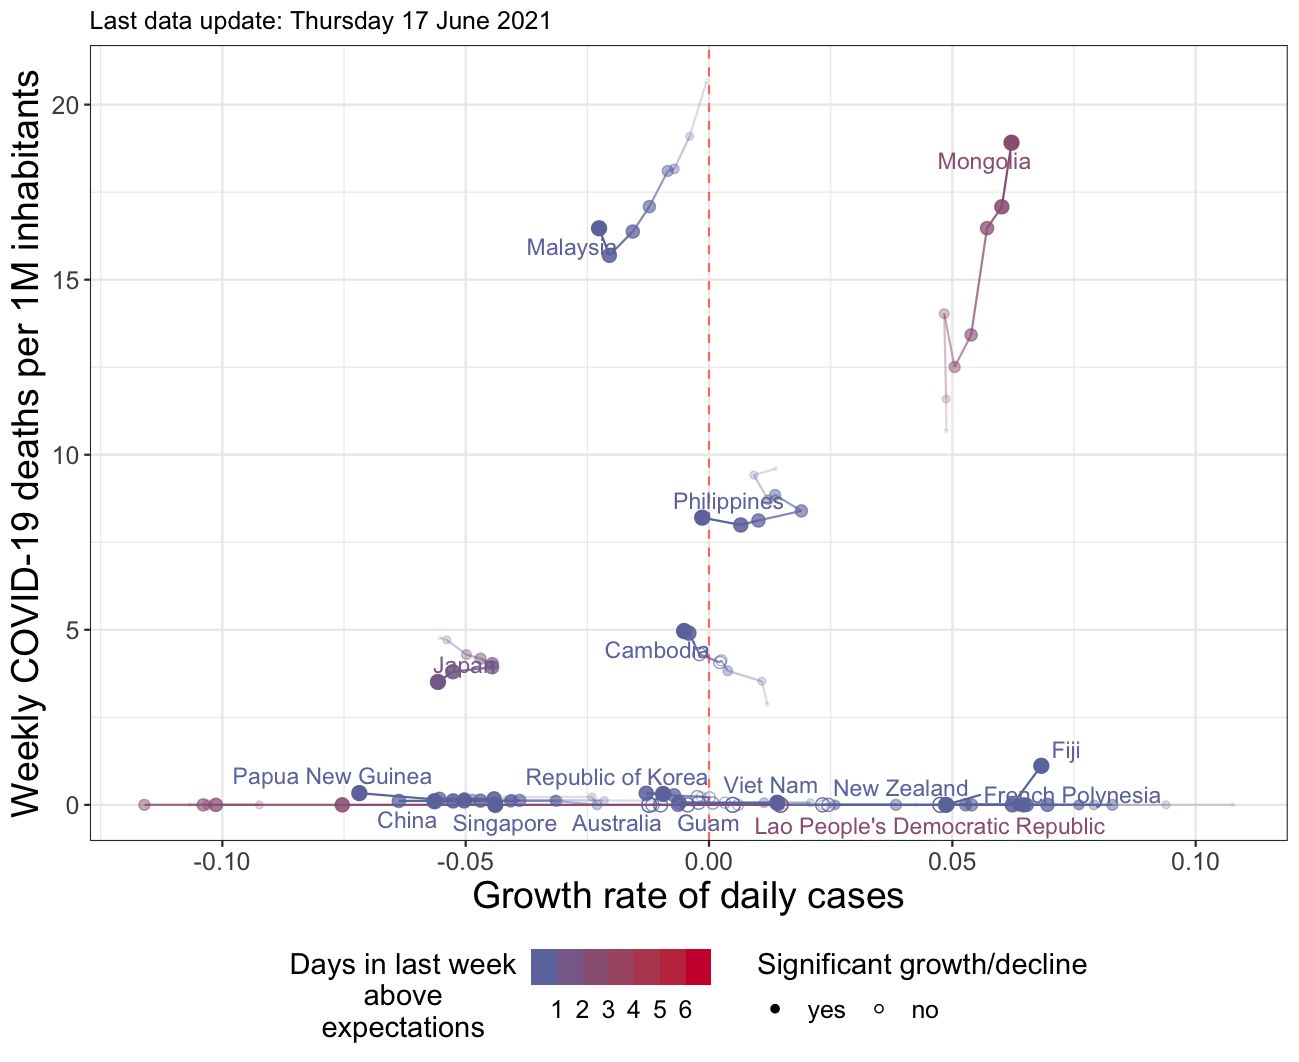 Last data update: Thursday 17 June 2021
Weekly COVID-19 deaths per 1M inhabitants
20
15
10
5
0
Mongolia
Malaysia
Philippines
Cambodia
Japan
Fiji
Papua New Guinea
Republic of Korea
Viet Nam
New Zealand
French Polynesia
China
Singapore
Australia
Guam
Lao People's Democratic Republic
-0.10
-0.05
0.00
0.05
0.10
Growth rate of daily cases
Days in last week
above
expectations
1 2 3 4 5 6
Significant growth/decline
yes
no